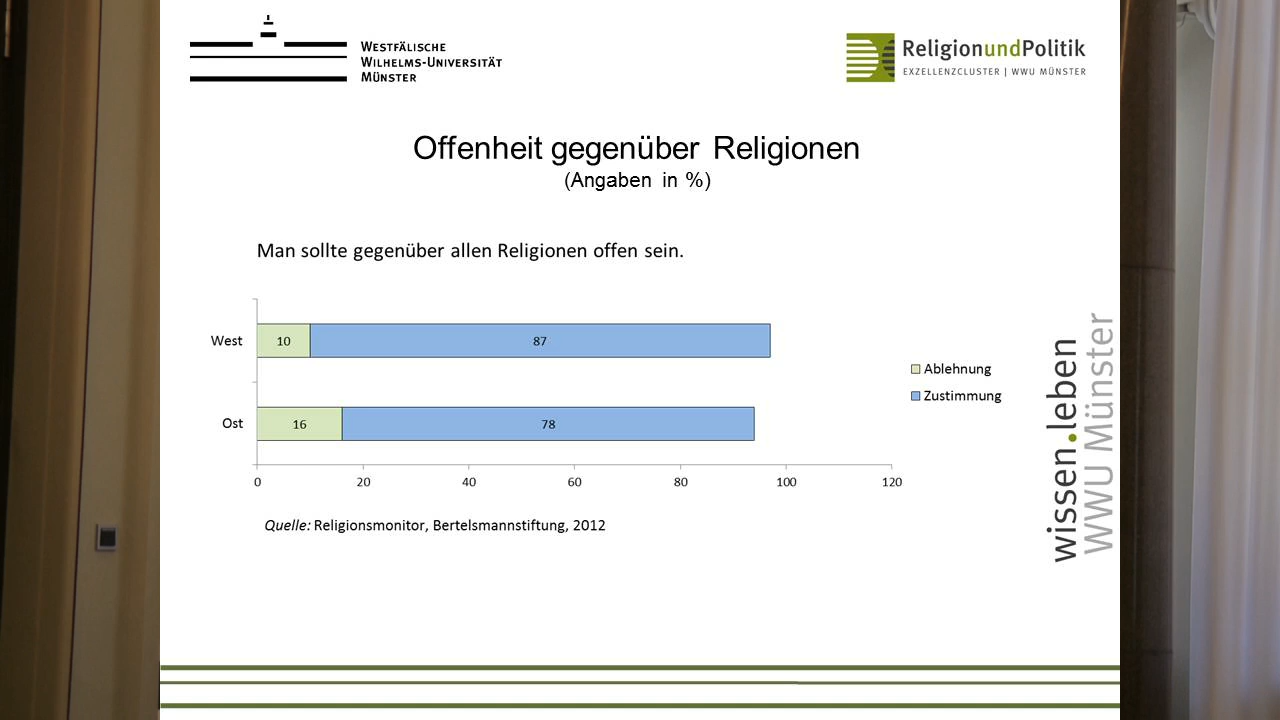 WESTFÄLISCHE
WILHELMS-UNIVERSITÄT
MÜNSTER
ReligionundPolitik
EXZELLENZCLUSTER | WWU MÜNSTER
Offenheit gegenüber Religionen
(Angaben in %)
Man sollte gegenüber allen Religionen offen sein.
West 10 87
Ost 16 78
Ablehnung
Zustimmung
0 20 40 60 80 100 120
Quelle: Religionsmonitor, Bertelsmannstiftung, 2012
wissen.leben
WWU Münster